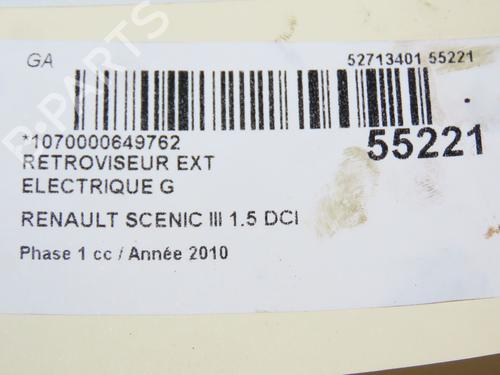 GA
52713401 55221
*1070000649762
55221
RETROVISEUR EXT
ELECTRIQUE G
RENAULT SCENIC III 1.5 DCI
Phase 1 cc / Année 2010
B-PARTS